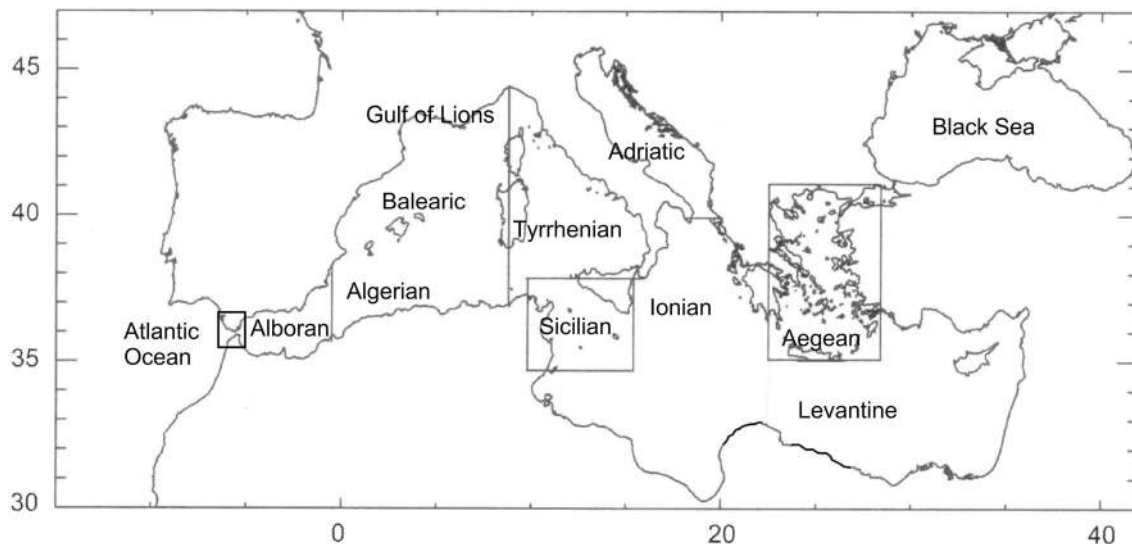 45
40
35
30
0
20
40
Gulf of Lions
Adriatic
Black Sea
Balearic
Tyrrhenian
Algerian
Atlantic
Ocean
Alboran
Sicilian
Ionian
Aegean
Levantine